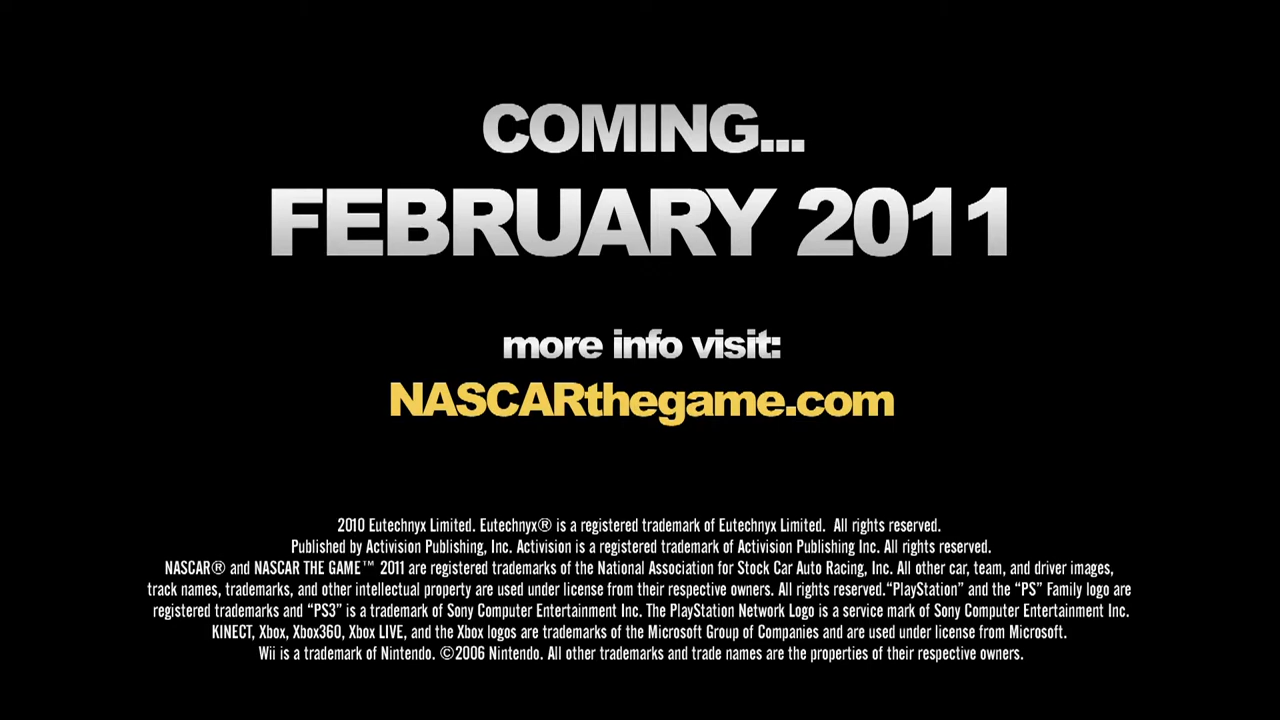 COMING...
FEBRUARY 2011
more info visit:
NASCARthegame.com
2010 Eutechnyx Limited. Eutechnyx® is a registered trademark of Eutechnyx Limited. All rights reserved.
Published by Activision Publishing, Inc. Activision is a registered trademark of Activision Publishing Inc. All rights reserved.
NASCAR® and NASCAR THE GAME™ 2011 are registered trademarks of the National Association for Stock Car Auto Racing, Inc. All other car, team, and driver images,
track names, trademarks, and other intellectual property are used under license from their respective owners. All rights reserved.“PlayStation” and the “PS” Family logo are
registered trademarks and “PS3” is a trademark of Sony Computer Entertainment Inc. The PlayStation Network Logo is a service mark of Sony Computer Entertainment Inc.
KINECT, Xbox, Xbox360, Xbox LIVE, and the Xbox logos are trademarks of the Microsoft Group of Companies and are used under license from Microsoft.
Wii is a trademark of Nintendo. ©2006 Nintendo. All other trademarks and trade names are the properties of their respective owners.